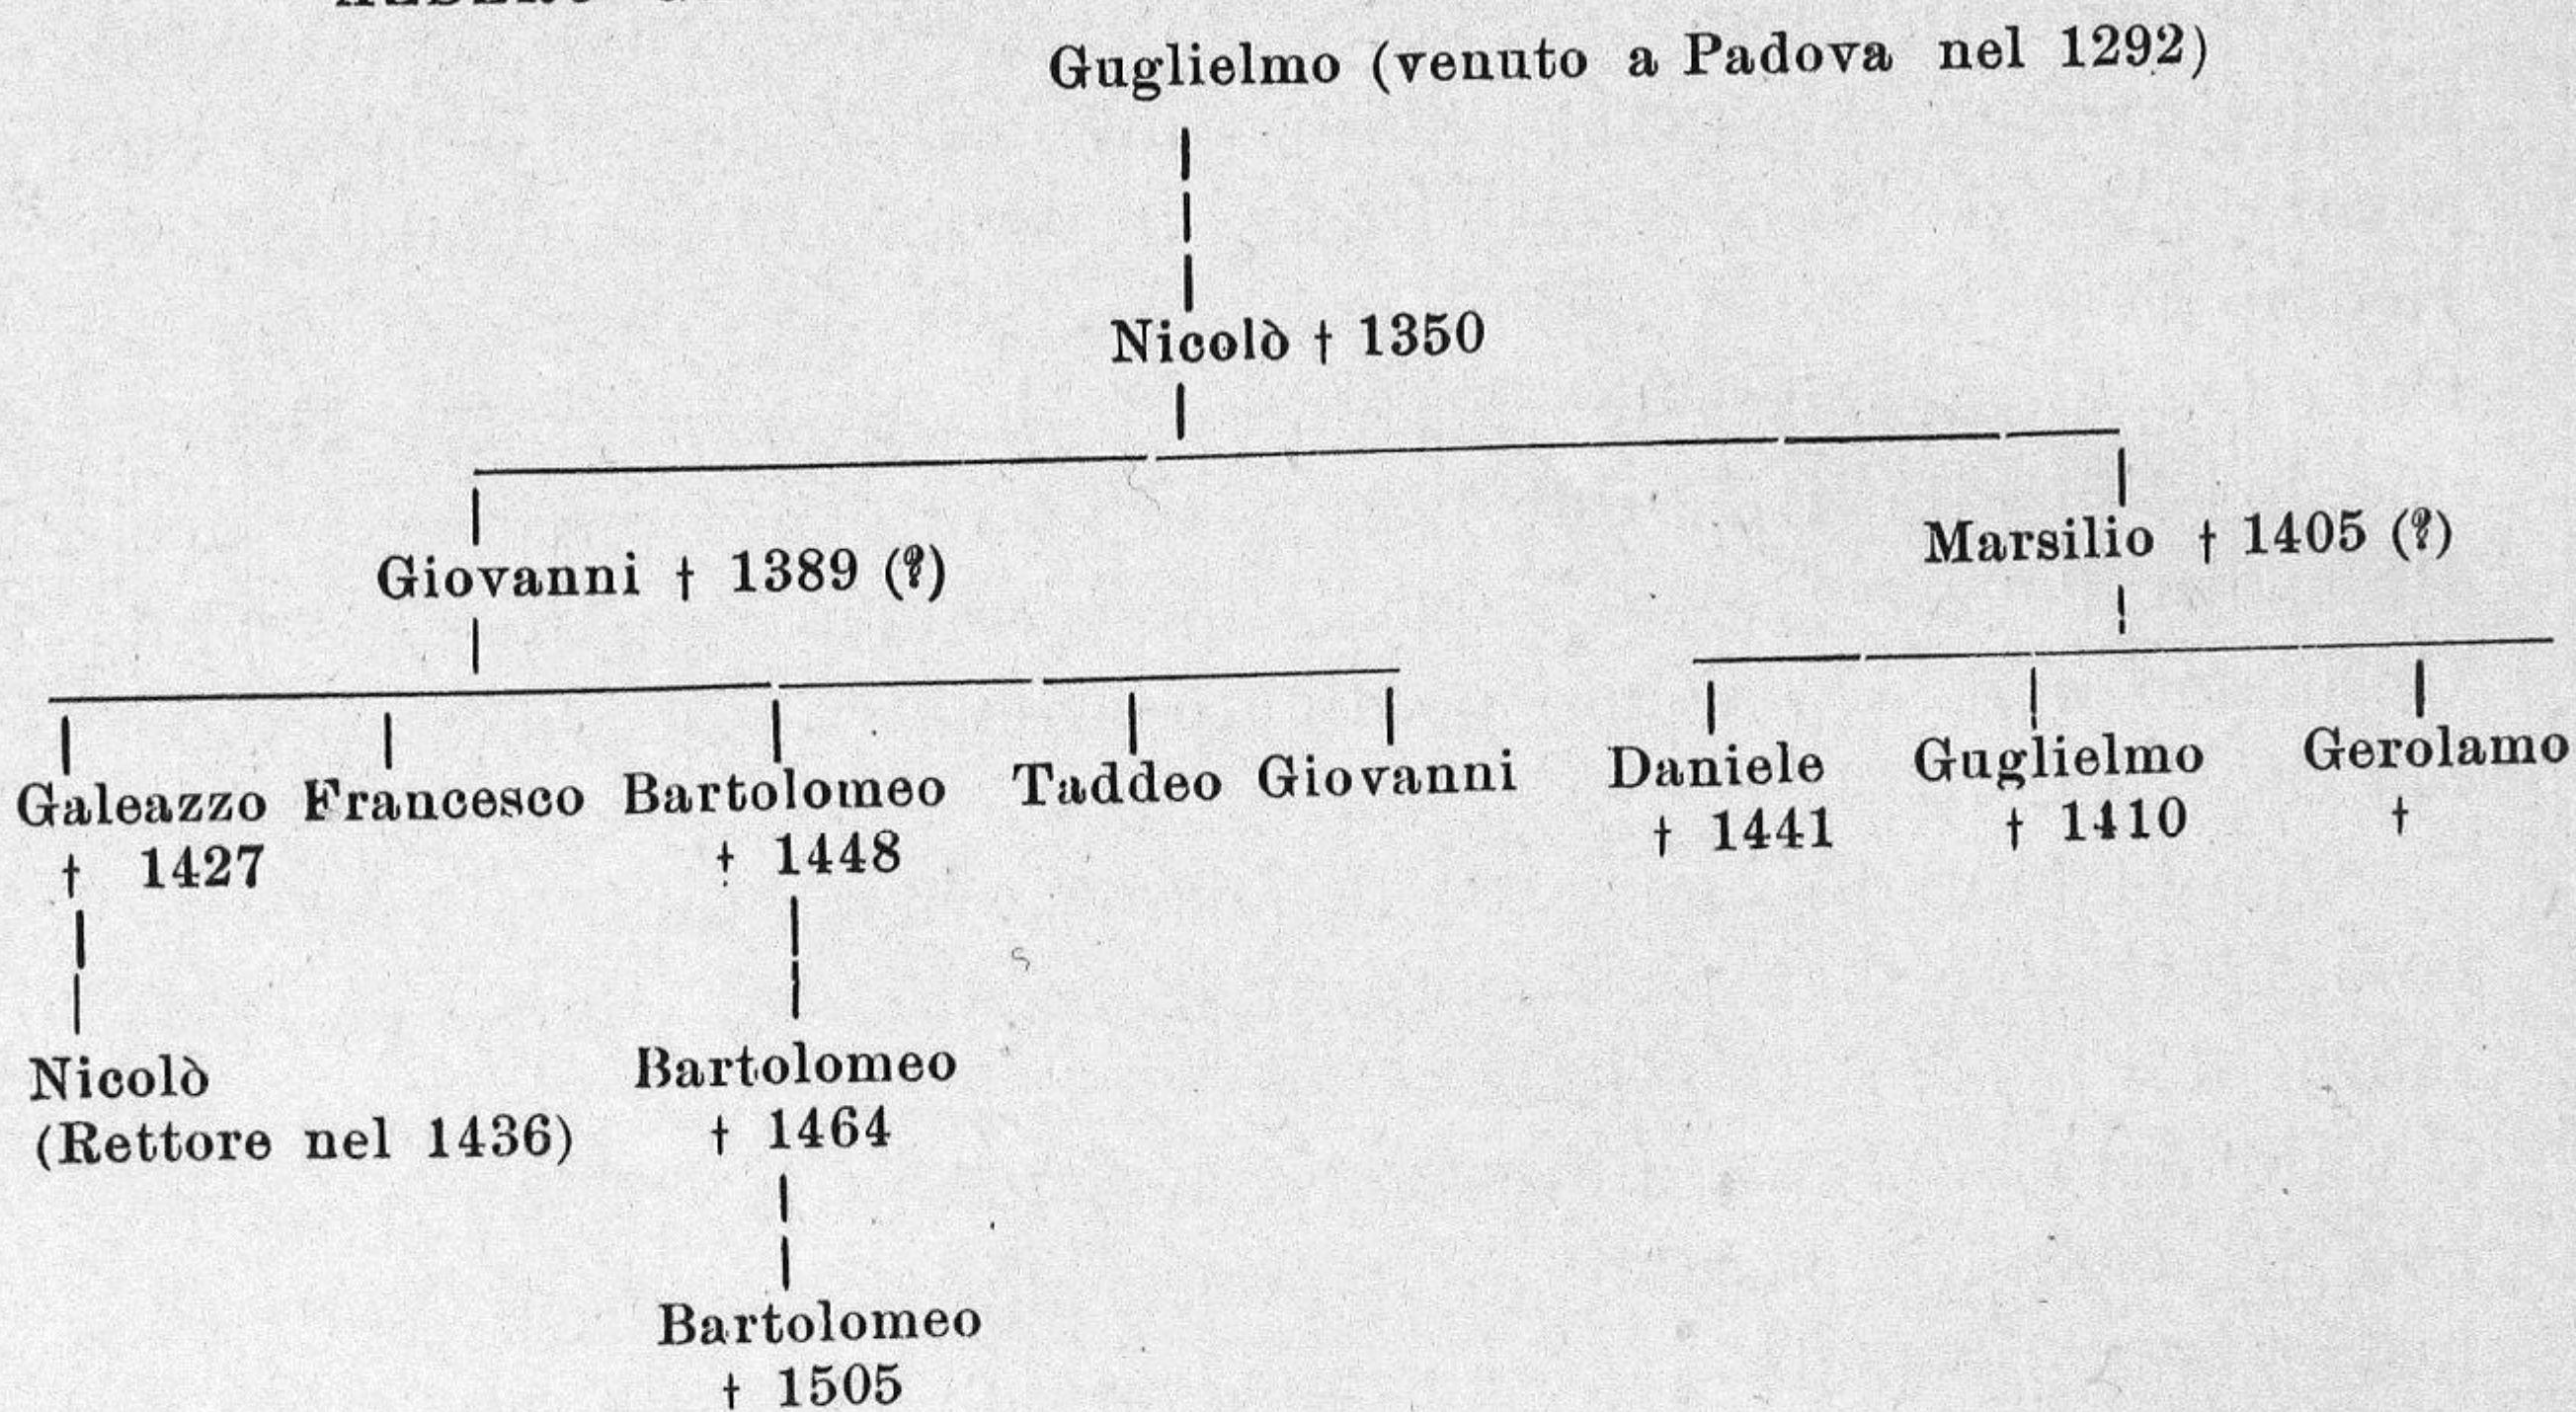 Guglielmo (venuto a Padova nel 1292)
Nicolò † 1350
Giovanni † 1389 (?)
Marsilio † 1405 (?)
Galeazzo Francesco Bartolomeo Taddeo Giovanni Daniele Guglielmo Gerolamo
† 1427 † 1448 † 1441 † 1410 †
Nicolò Bartolomeo
(Rettore nel 1436) † 1464
Bartolomeo
† 1505